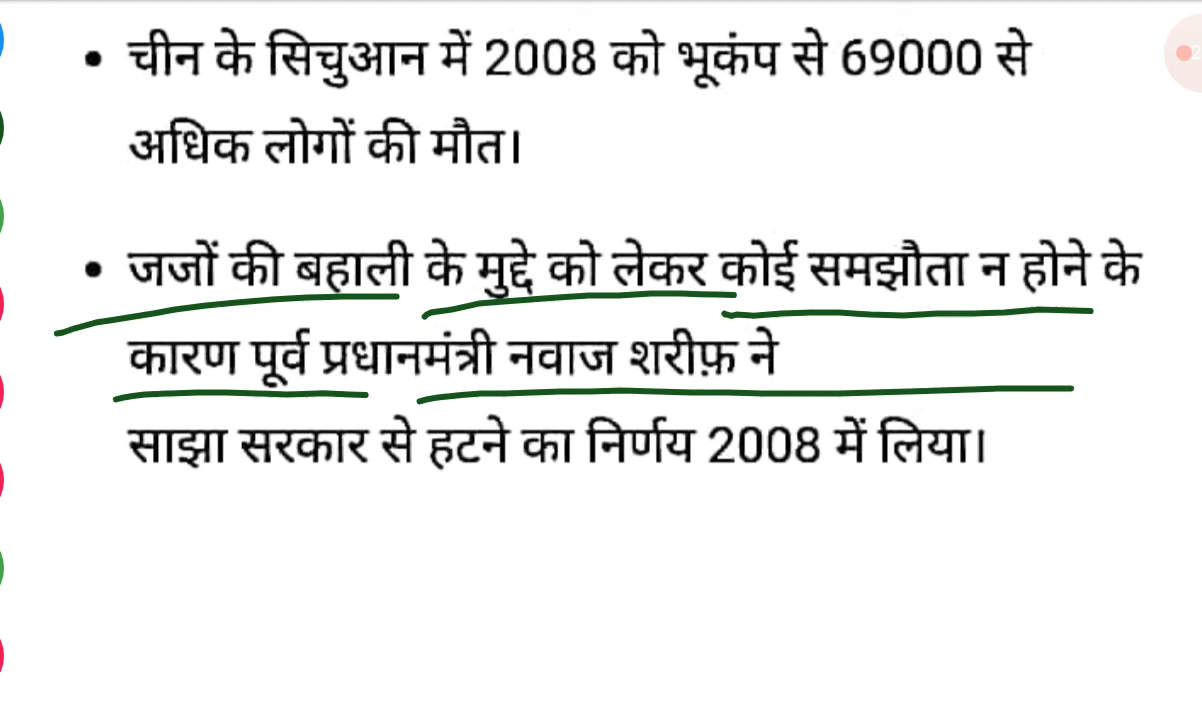 • चीन के सिचुआन में 2008 को भूकंप से 69000 से
अधिक लोगों की मौत।
• जजों की बहाली के मुद्दे को लेकर कोई समझौता न होने के
कारण पूर्व प्रधानमंत्री नवाज शरीफ़ ने
साझा सरकार से हटने का निर्णय 2008 में लिया।